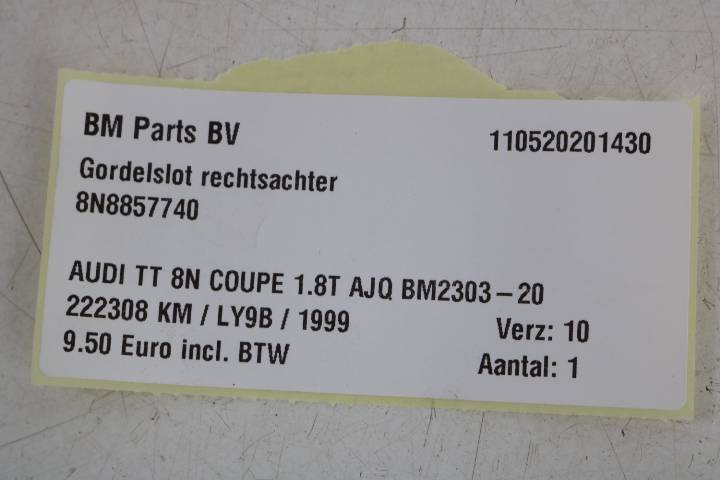 BM Parts BV 110520201430
Gordelslot rechtsachter
8N8857740
AUDI TT 8N COUPE 1.8T AJQ BM2303-20
222308 KM / LY9B / 1999 Verz: 10
9.50 Euro incl. BTW Aantal: 1